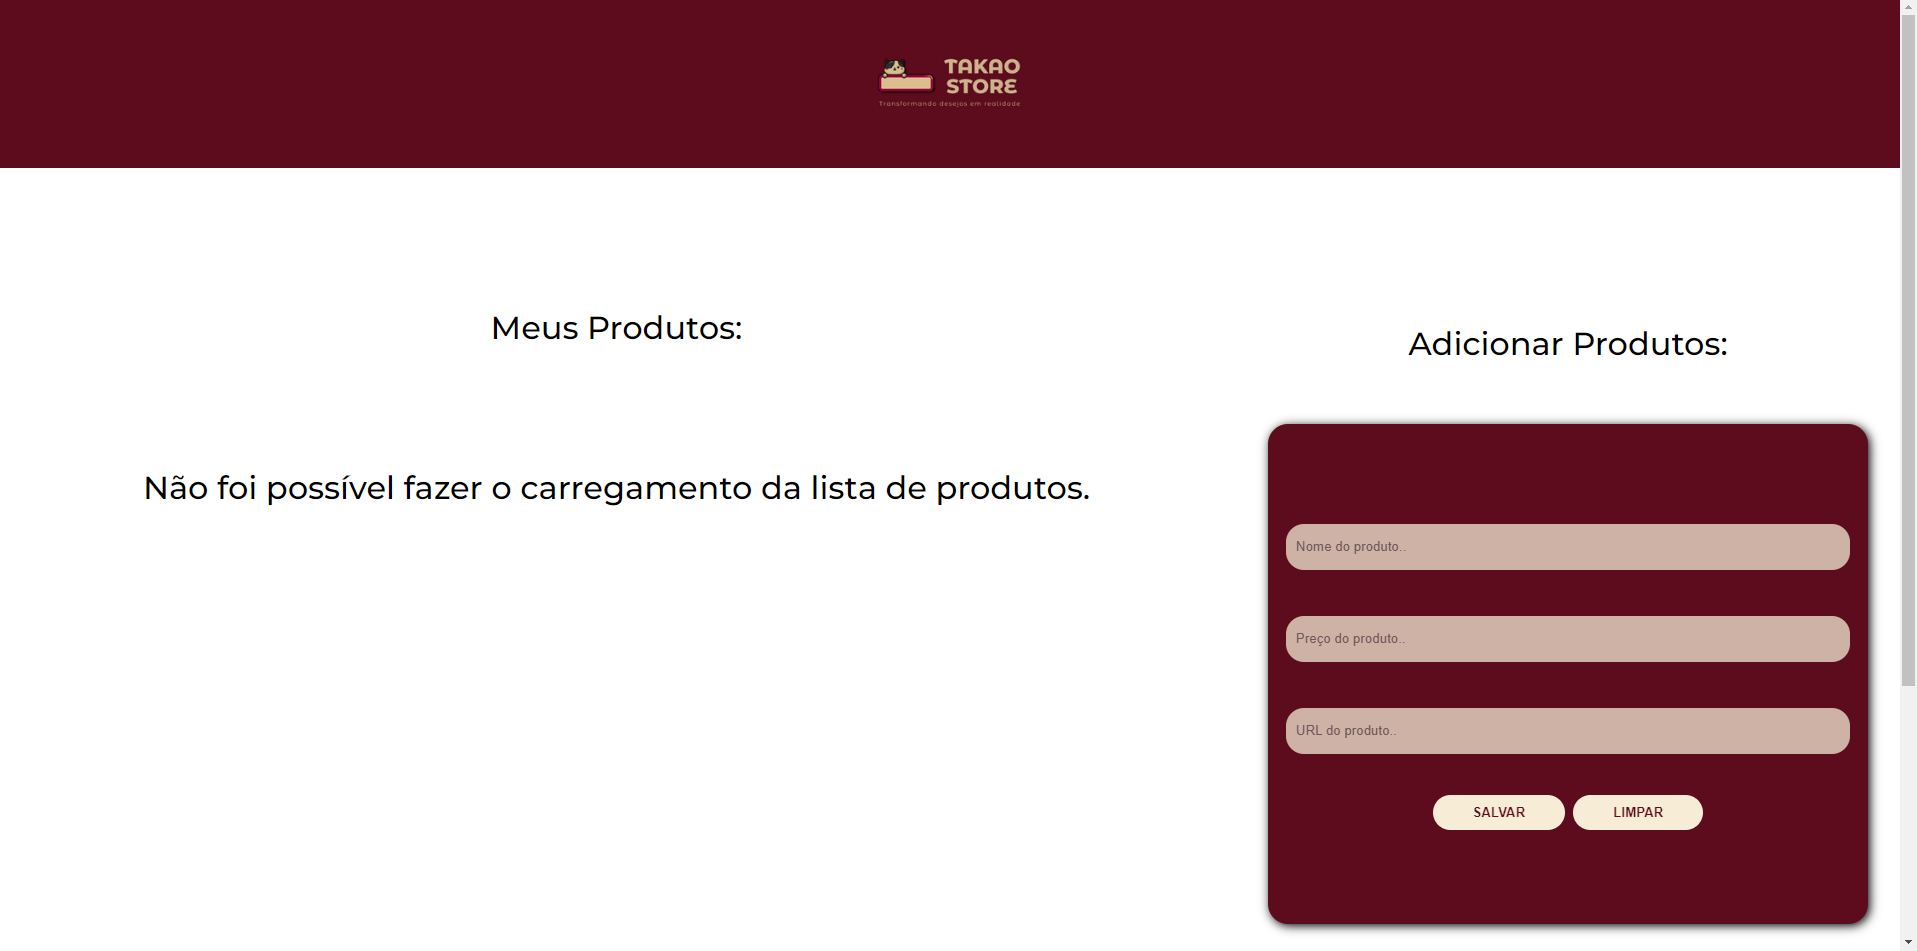 TAKAO
STORE
Transformando desejos em realidade
Meus Produtos:
Adicionar Produtos:
Não foi possível fazer o carregamento da lista de produtos.
Nome do produto..
Preço do produto..
URL do produto..
SALVAR
LIMPAR